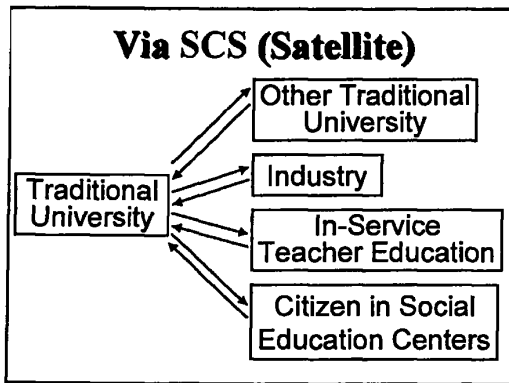 Via SCS (Satellite)
Other Traditional
University
Traditional
University
Industry
In-Service
Teacher Education
Citizen in Social
Education Centers